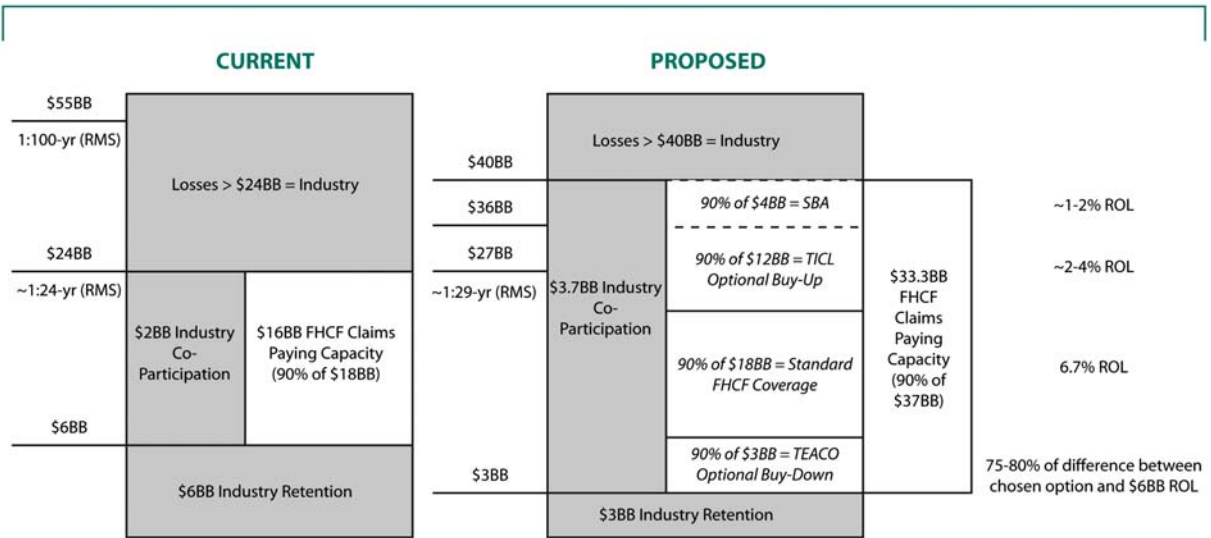 CURRENT
$55BB
1:100-yr (RMS)
Losses > $24BB = Industry
$24BB
~1:24-yr (RMS)
$2BB Industry
Co-
Participation
$16BB FHCF Claims
Paying Capacity
(90% of $18BB)
$6BB
$6BB Industry Retention
PROPOSED
Losses > $40BB = Industry
$40BB
$36BB
$27BB
~1:29-yr (RMS)
$3BB
$3.7BB Industry
Co-
Participation
90% of $4BB = SBA
90% of $12BB = TICL
Optional Buy-Up
90% of $18BB = Standard
FHCF Coverage
90% of $3BB = TEACO
Optional Buy-Down
$3BB Industry Retention
$33.3BB
FHCF
Claims
Paying
Capacity
(90% of
$37BB)
~1-2% ROL
~2-4% ROL
6.7% ROL
75-80% of difference between
chosen option and $6BB ROL